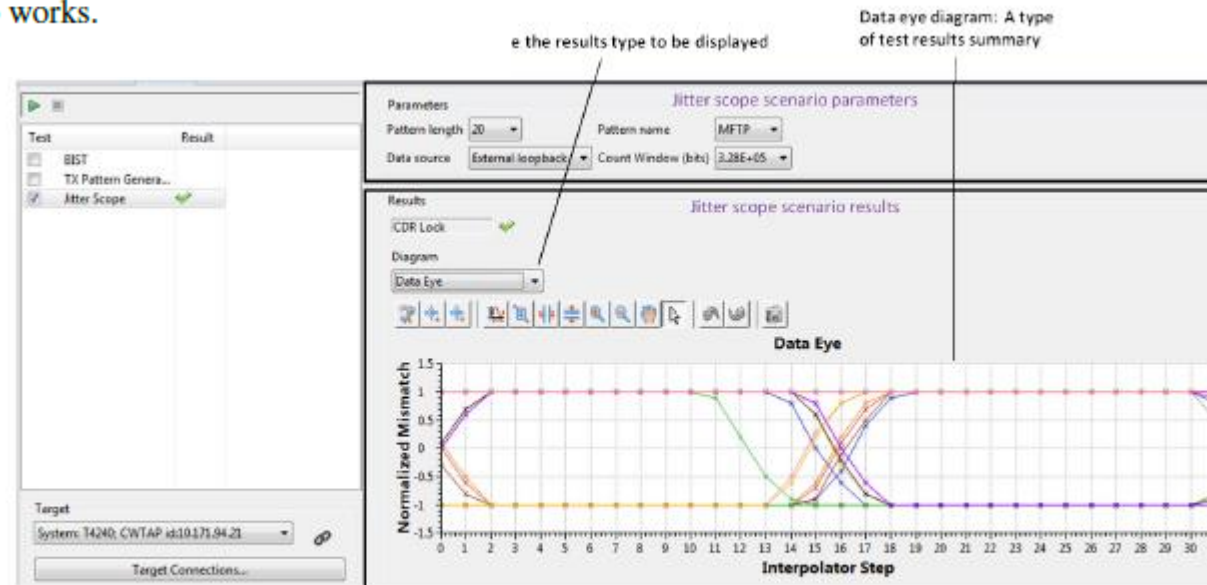 works.
e the results type to be displayed
Data eye diagram: A type
of test results summary
Test Result
BIST
TX Pattern Genera...
Jitter Scope
Target
System: T4240; CWTAP id:10.171.94.21
Target Connections...
Parameters
Jitter scope scenario parameters
Pattern length 20 Pattern name MFTP
Data source External loopback Count Window (bits) 3.28E+05
Results
Jitter scope scenario results
CDR Lock
Diagram
Data Eye
Data Eye
Normalized Mismatch
1.5
1
0.5
0
-0.5
-1
-1.5
0 1 2 3 4 5 6 7 8 9 10 11 12 13 14 15 16 17 18 19 20 21 22 23 24 25 26 27 28 29 30
Interpolator Step